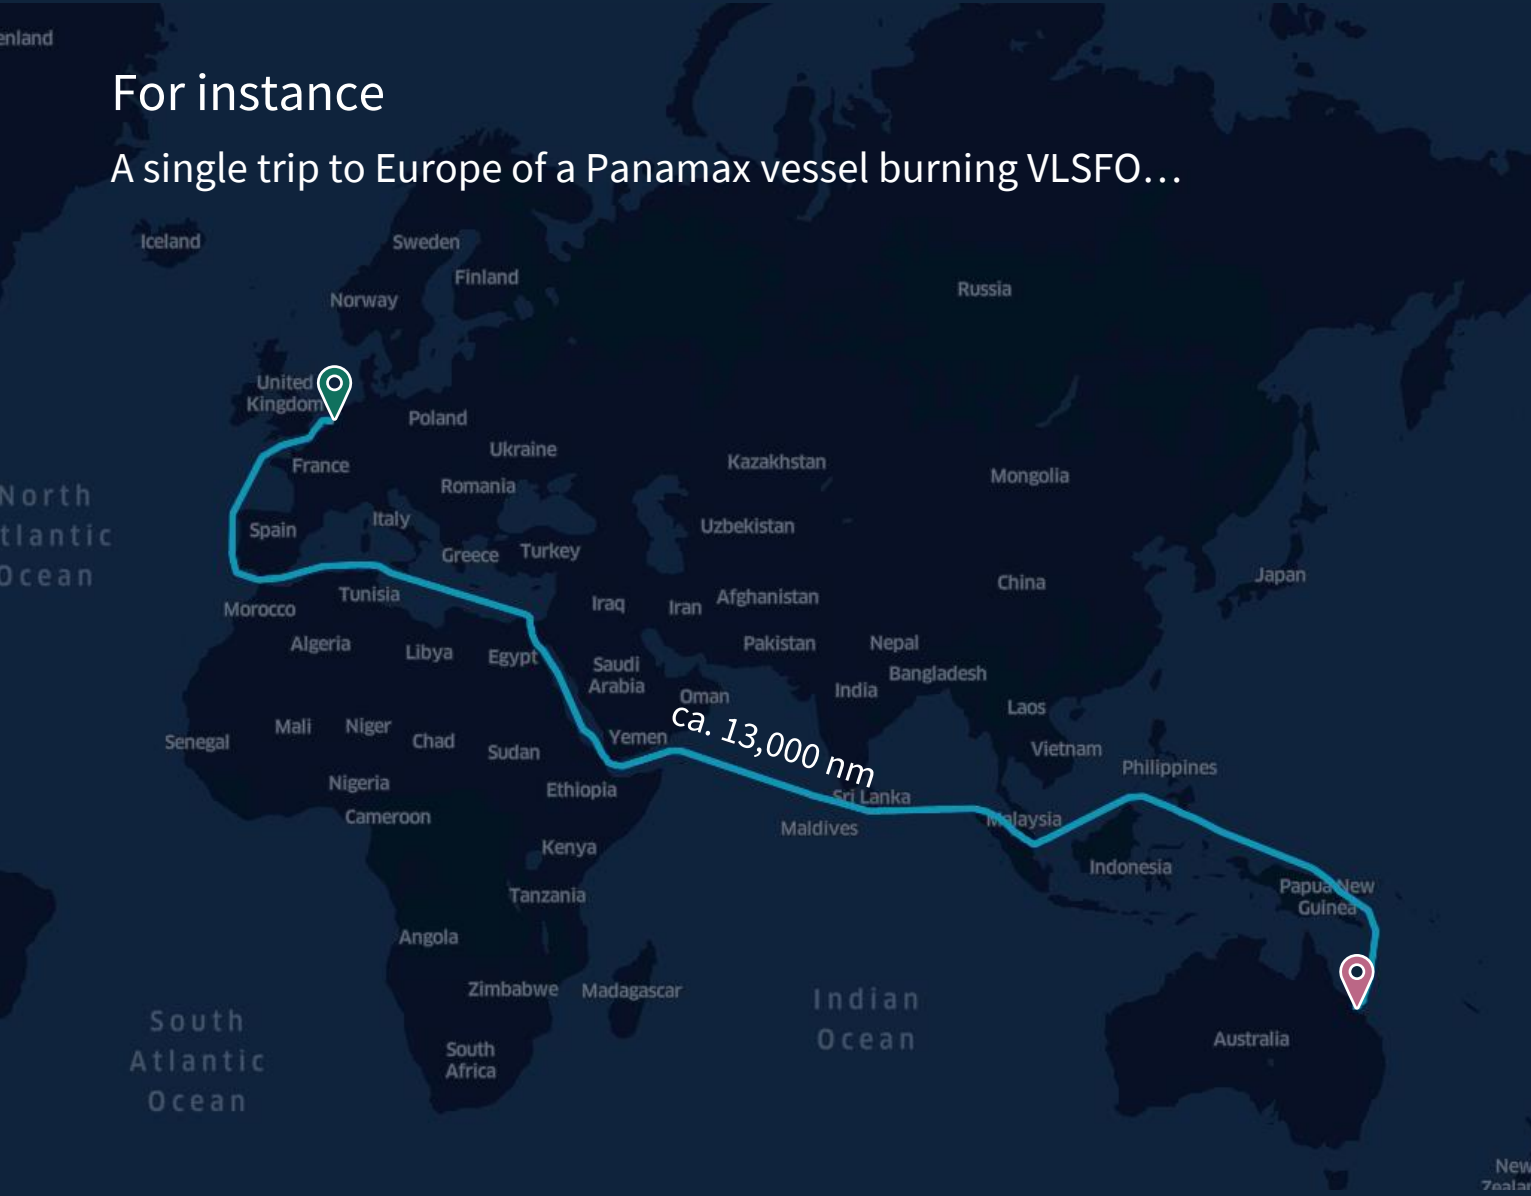 enland
For instance
A single trip to Europe of a Panamax vessel burning VLSFO…
Iceland
Sweden
Finland
Norway
Russia
United
Kingdom
Poland
Ukraine
France
Romania
Kazakhstan
Mongolia
North
tlantic
Ocean
Spain
Italy
Greece
Turkey
Uzbekistan
China
Japan
Morocco
Tunisia
Iraq
Iran
Afghanistan
Algeria
Libya
Egypt
Saudi
Arabia
Pakistan
Nepal
Bangladesh
India
Oman
Laos
ca. 13,000 nm
Senegal
Mali
Niger
Chad
Sudan
Yemen
Vietnam
Philippines
Nigeria
Cameroon
Ethiopia
Sri Lanka
Maldives
Malaysia
Kenya
Indonesia
Tanzania
Papua New
Guinea
Angola
Zimbabwe
Madagascar
Indian
Ocean
South
Atlantic
Ocean
South
Africa
Australia
New
Zealan